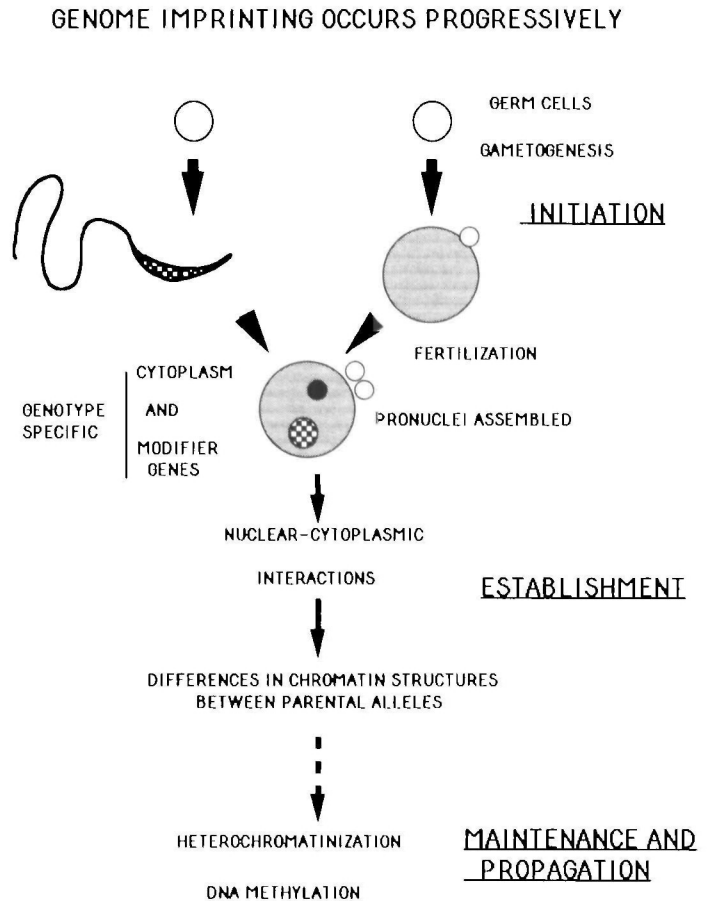 GENOME IMPRINTING OCCURS PROGRESSIVELY
GERM CELLS
GAMETOGENESIS
INITIATION
FERTILIZATION
GENOTYPE
SPECIFIC
CYTOPLASM
AND
MODIFIER
GENES
PRONUCLEI ASSEMBLED
NUCLEAR-CYTOPLASMIC
INTERACTIONS
ESTABLISHMENT
DIFFERENCES IN CHROMATIN STRUCTURES
BETWEEN PARENTAL ALLELES
HETEROCHROMATINIZATION
DNA METHYLATION
MAINTENANCE AND
PROPAGATION